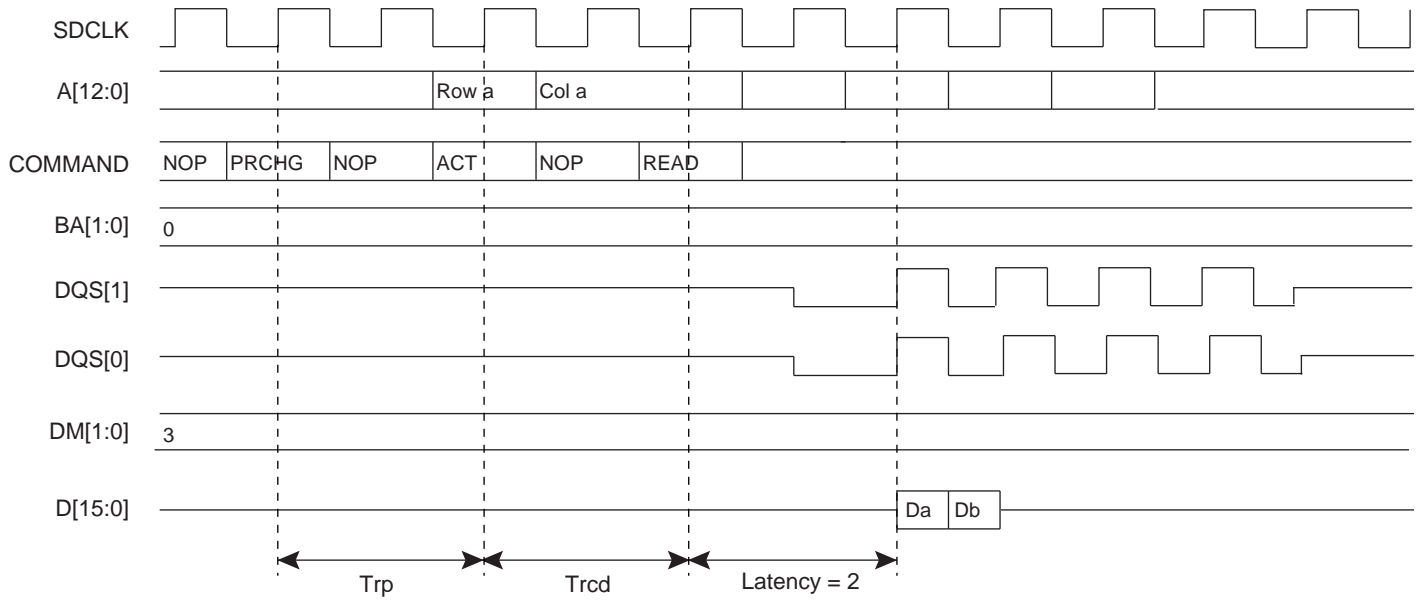 SDCLK
A[12:0] Row a Col a
COMMAND NOP PRCHG NOP ACT NOP READ
BA[1:0] 0
DQS[1]
DQS[0]
DM[1:0] 3
D[15:0] Da Db
Trp Trcd Latency = 2